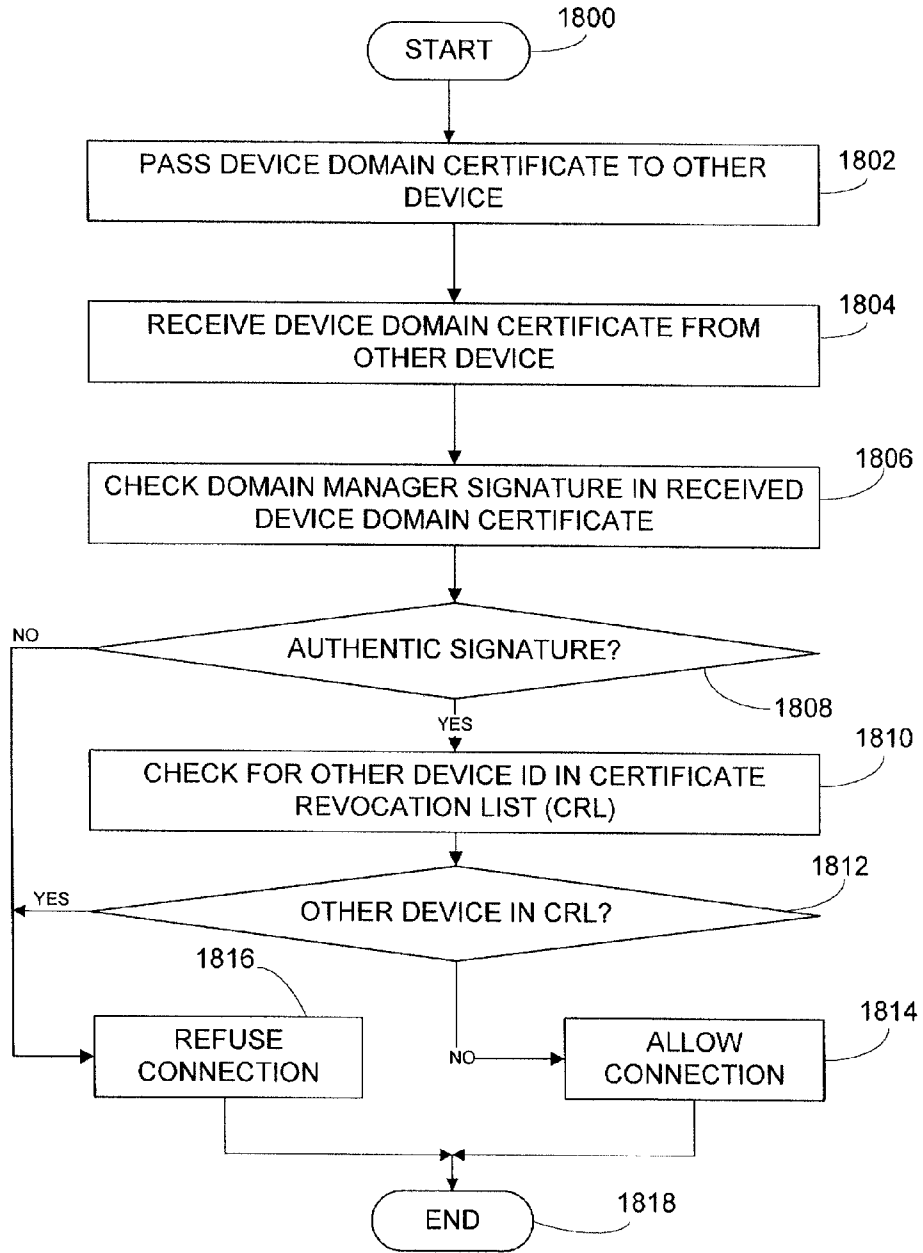 1800
START
PASS DEVICE DOMAIN CERTIFICATE TO OTHER
DEVICE
1802
RECEIVE DEVICE DOMAIN CERTIFICATE FROM
OTHER DEVICE
1804
CHECK DOMAIN MANAGER SIGNATURE IN RECEIVED
DEVICE DOMAIN CERTIFICATE
1806
NO
AUTHENTIC SIGNATURE?
1808
YES
CHECK FOR OTHER DEVICE ID IN CERTIFICATE
REVOCATION LIST (CRL)
1810
YES
OTHER DEVICE IN CRL?
1812
1816
REFUSE
CONNECTION
NO
ALLOW
CONNECTION
1814
END
1818